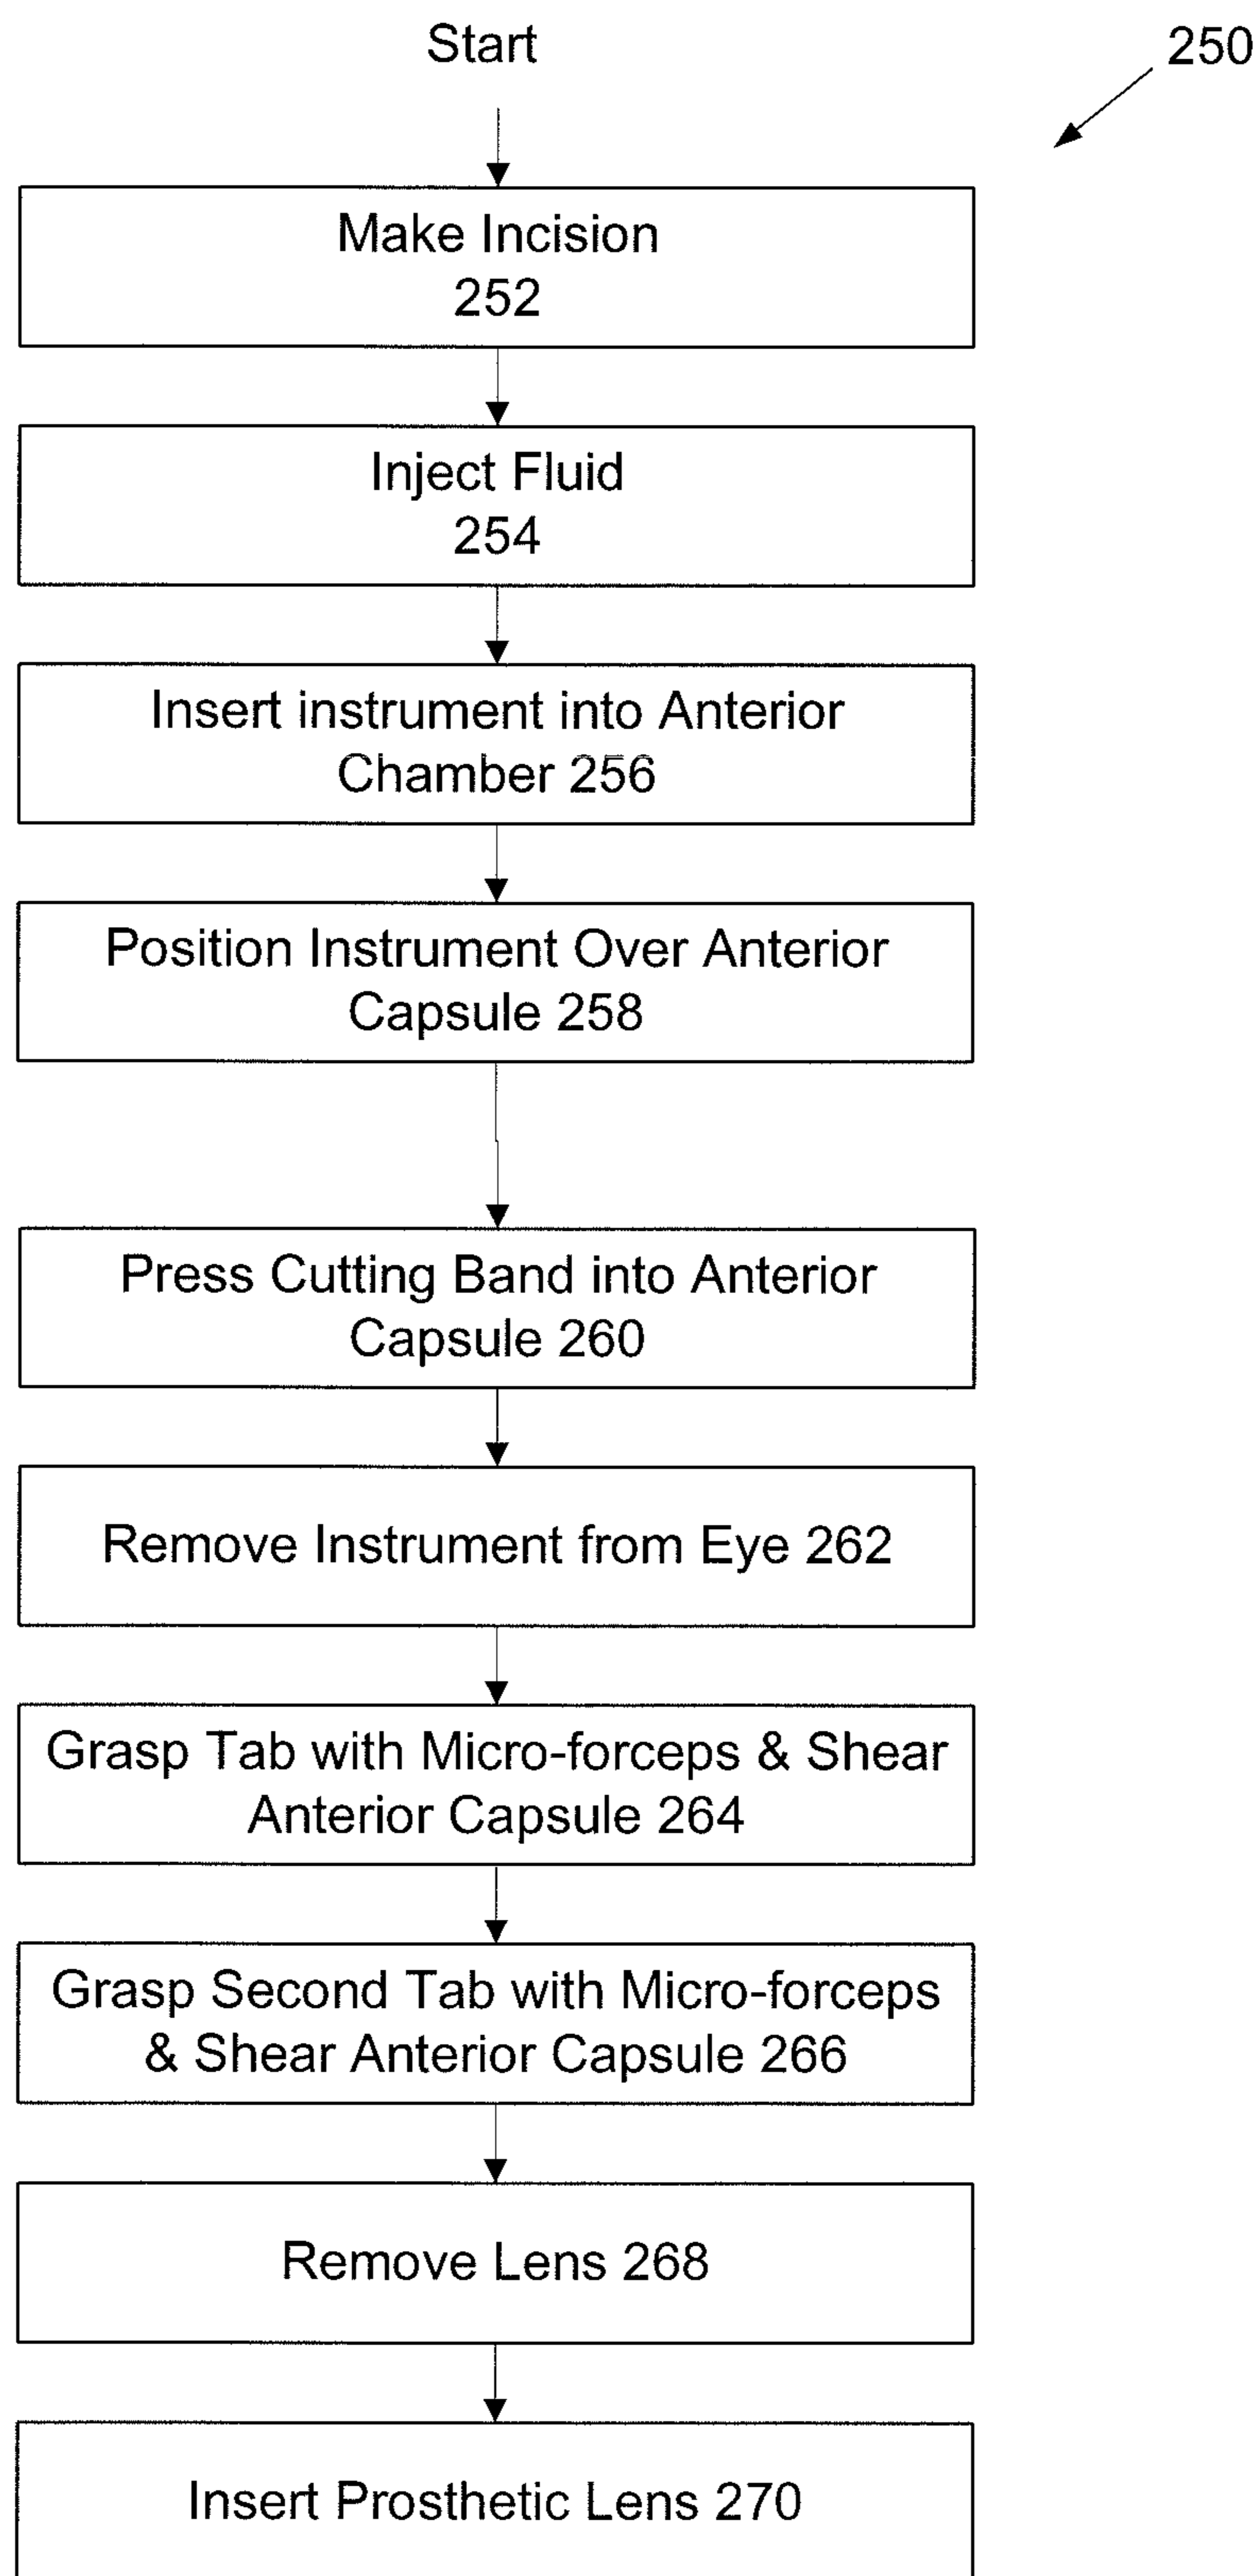 Start
250
Make Incision
252
Inject Fluid
254
Insert instrument into Anterior
Chamber 256
Position Instrument Over Anterior
Capsule 258
Press Cutting Band into Anterior
Capsule 260
Remove Instrument from Eye 262
Grasp Tab with Micro-forceps & Shear
Anterior Capsule 264
Grasp Second Tab with Micro-forceps
& Shear Anterior Capsule 266
Remove Lens 268
Insert Prosthetic Lens 270